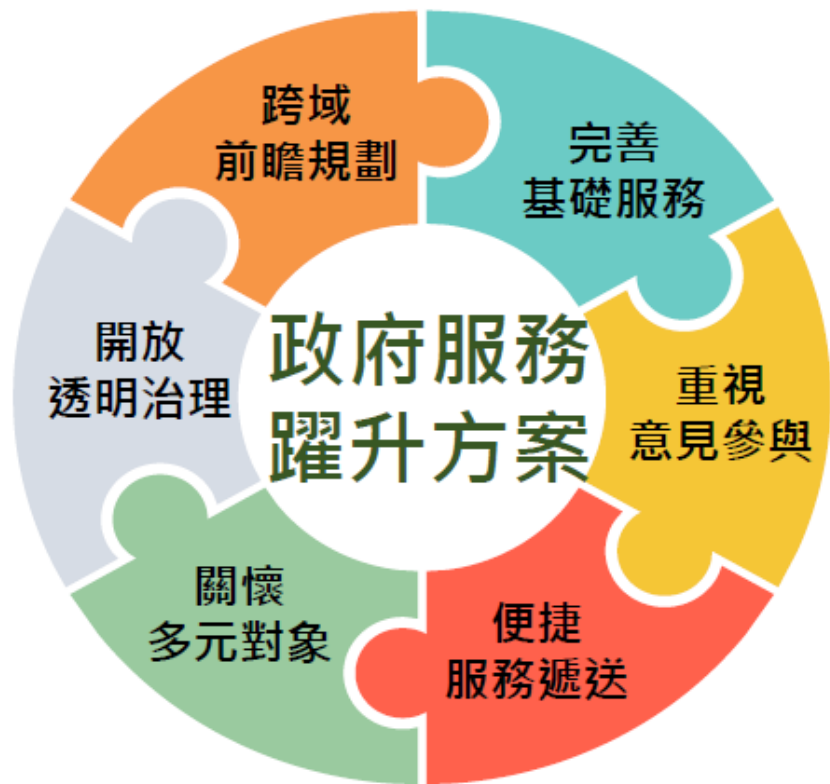 跨域
前瞻規劃
完善
基礎服務
開放
透明治理
政府服務
躍升方案
重視
意見參與
關懷
多元對象
便捷
服務遞送